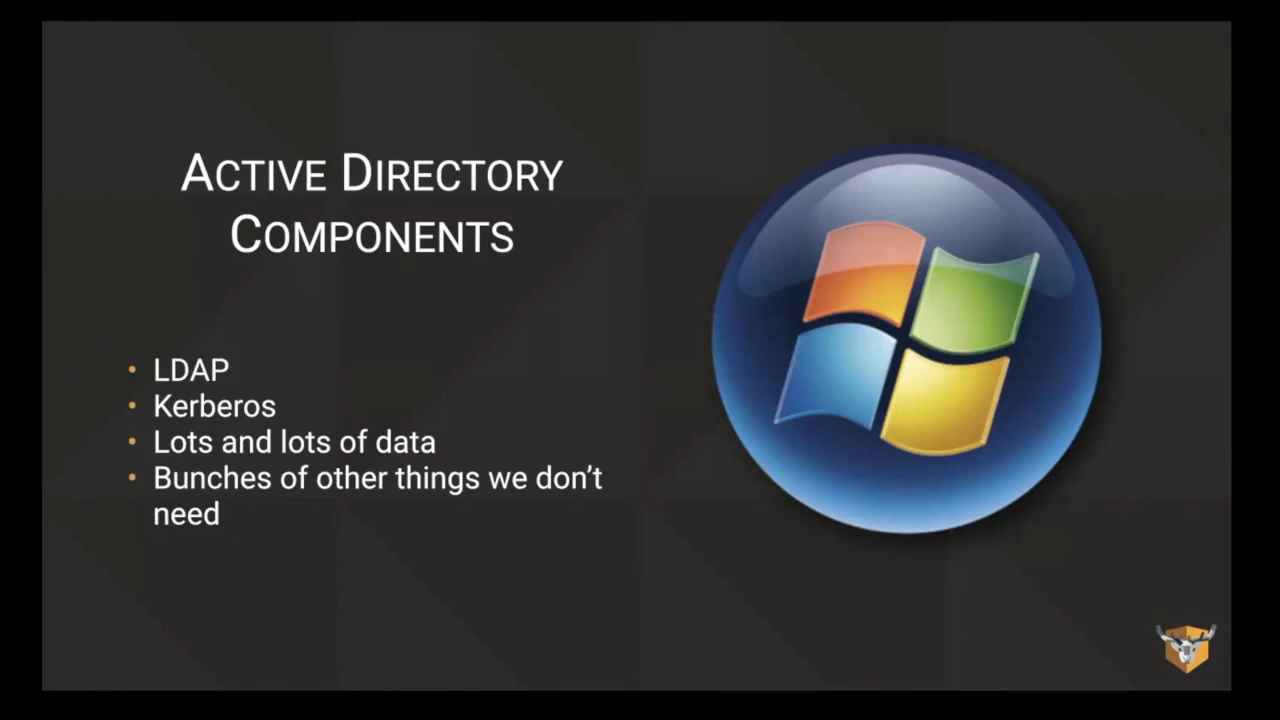 ACTIVE DIRECTORY
COMPONENTS
• LDAP
• Kerberos
• Lots and lots of data
• Bunches of other things we don't
need